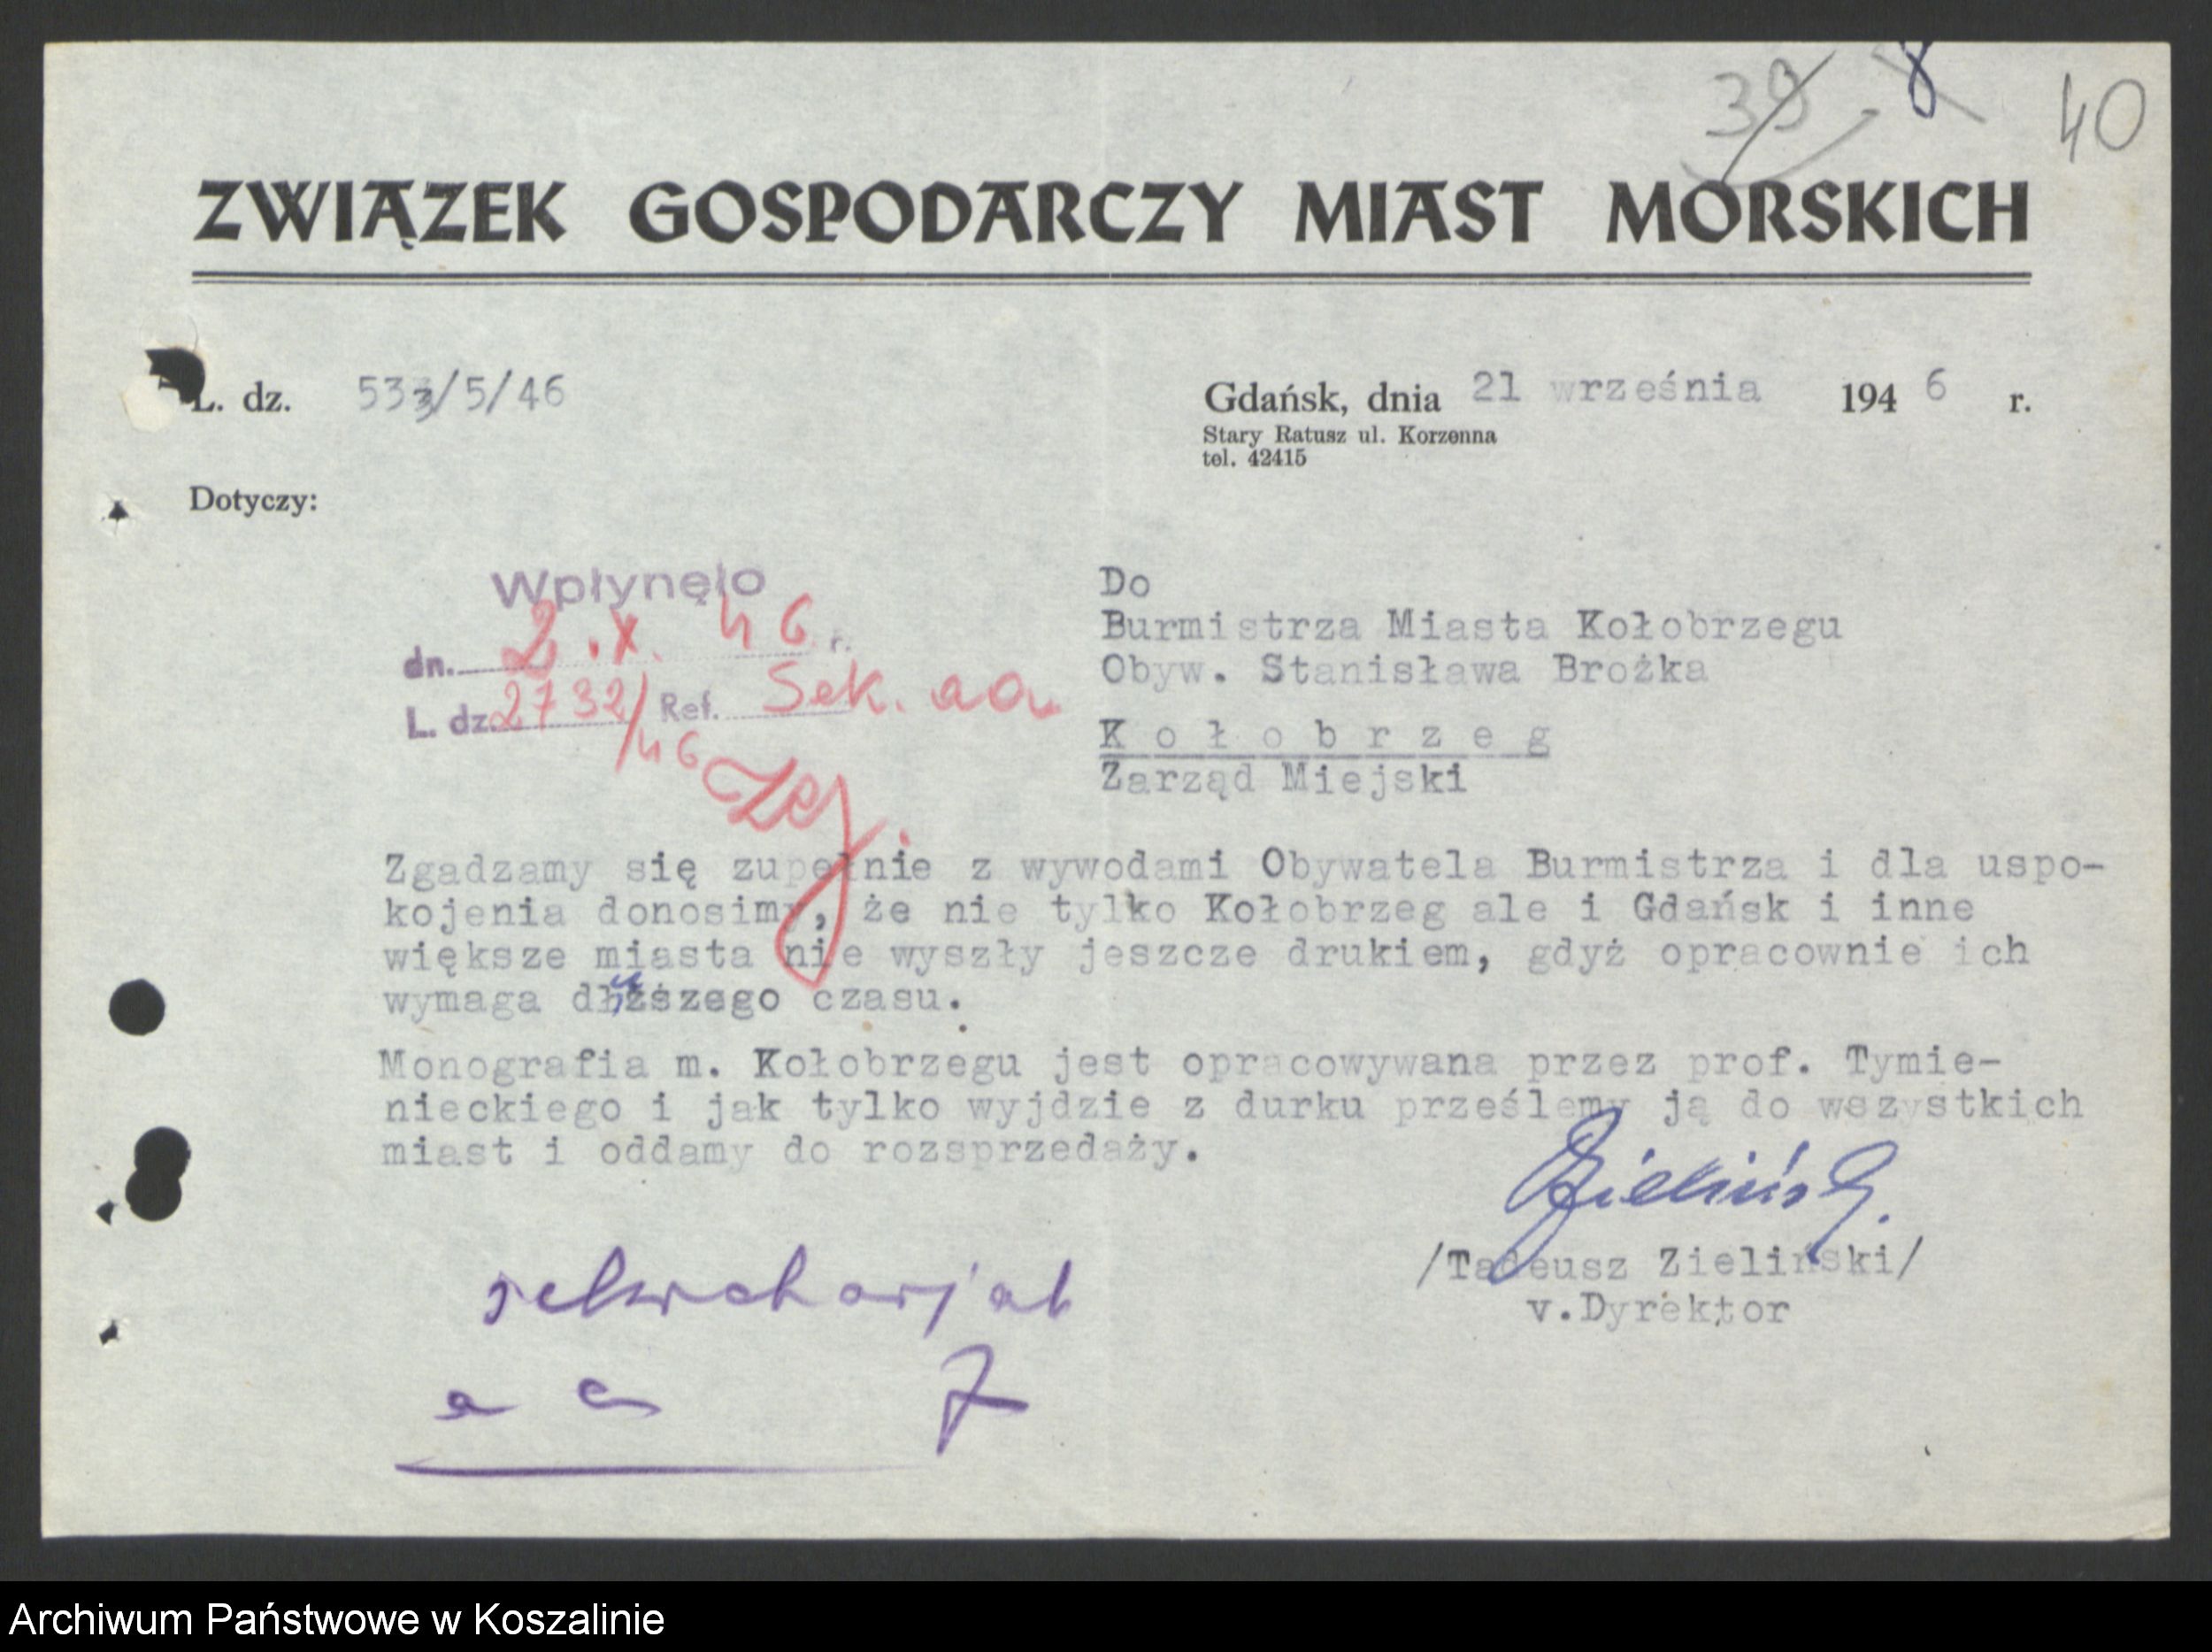 39 8 40
ZWIĄZEK GOSPODARCZY MIAST MORSKICH
L. dz. 533/5/46
Gdańsk, dnia 21 września 1946 r.
Stary Ratusz ul. Korzenna
tel. 42415
Dotyczy:
Wpłynęło
dn. 2.X. 46 r.
L. dz. 2732/46 Ref. Sek. aa
Do
Burmistrza Miasta Kołobrzegu
Obyw. Stanisława Brożka
Kołobrzeg
Zarząd Miejski
Zgadzamy się zupełnie z wywodami Obywatela Burmistrza i dla uspo-
kojenia donosimy, że nie tylko Kołobrzeg ale i Gdańsk i inne
większe miasta nie wyszły jeszcze drukiem, gdyż opracownie ich
wymaga dłuższego czasu.
Monografia m. Kołobrzegu jest opracowywana przez prof. Tymie-
nieckiego i jak tylko wyjdzie z durku prześlemy ją do wszystkich
miast i oddamy do rozsprzedaży.
Zieliński
/Tadeusz Zieliński/
v.Dyrektor
sekretarjat
a a
Archiwum Państwowe w Koszalinie